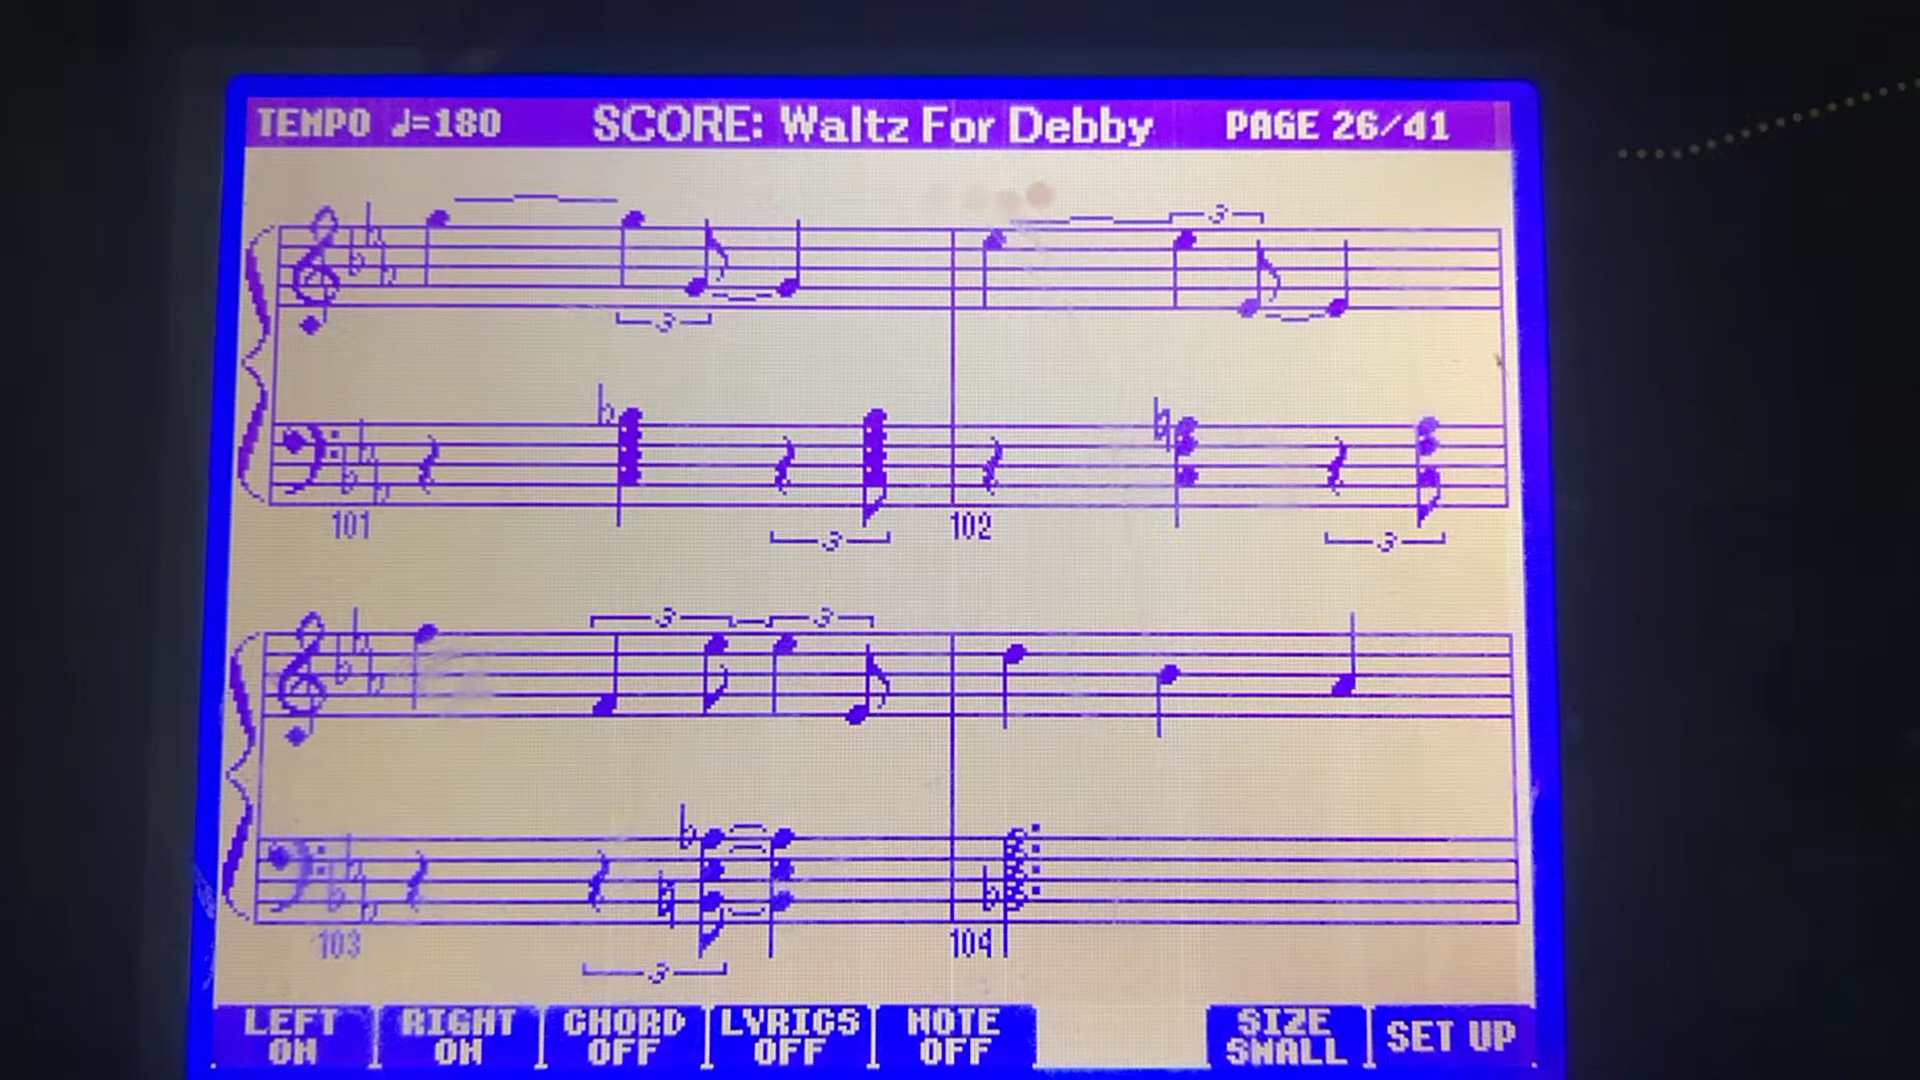 TEMPO ♩=180 SCORE: Waltz For Debby PAGE 26/41
3
3
101 3 102 3
3 3
103 104
3
LEFT ON RIGHT ON CHORD OFF LYRICS OFF NOTE OFF SIZE SMALL SET UP